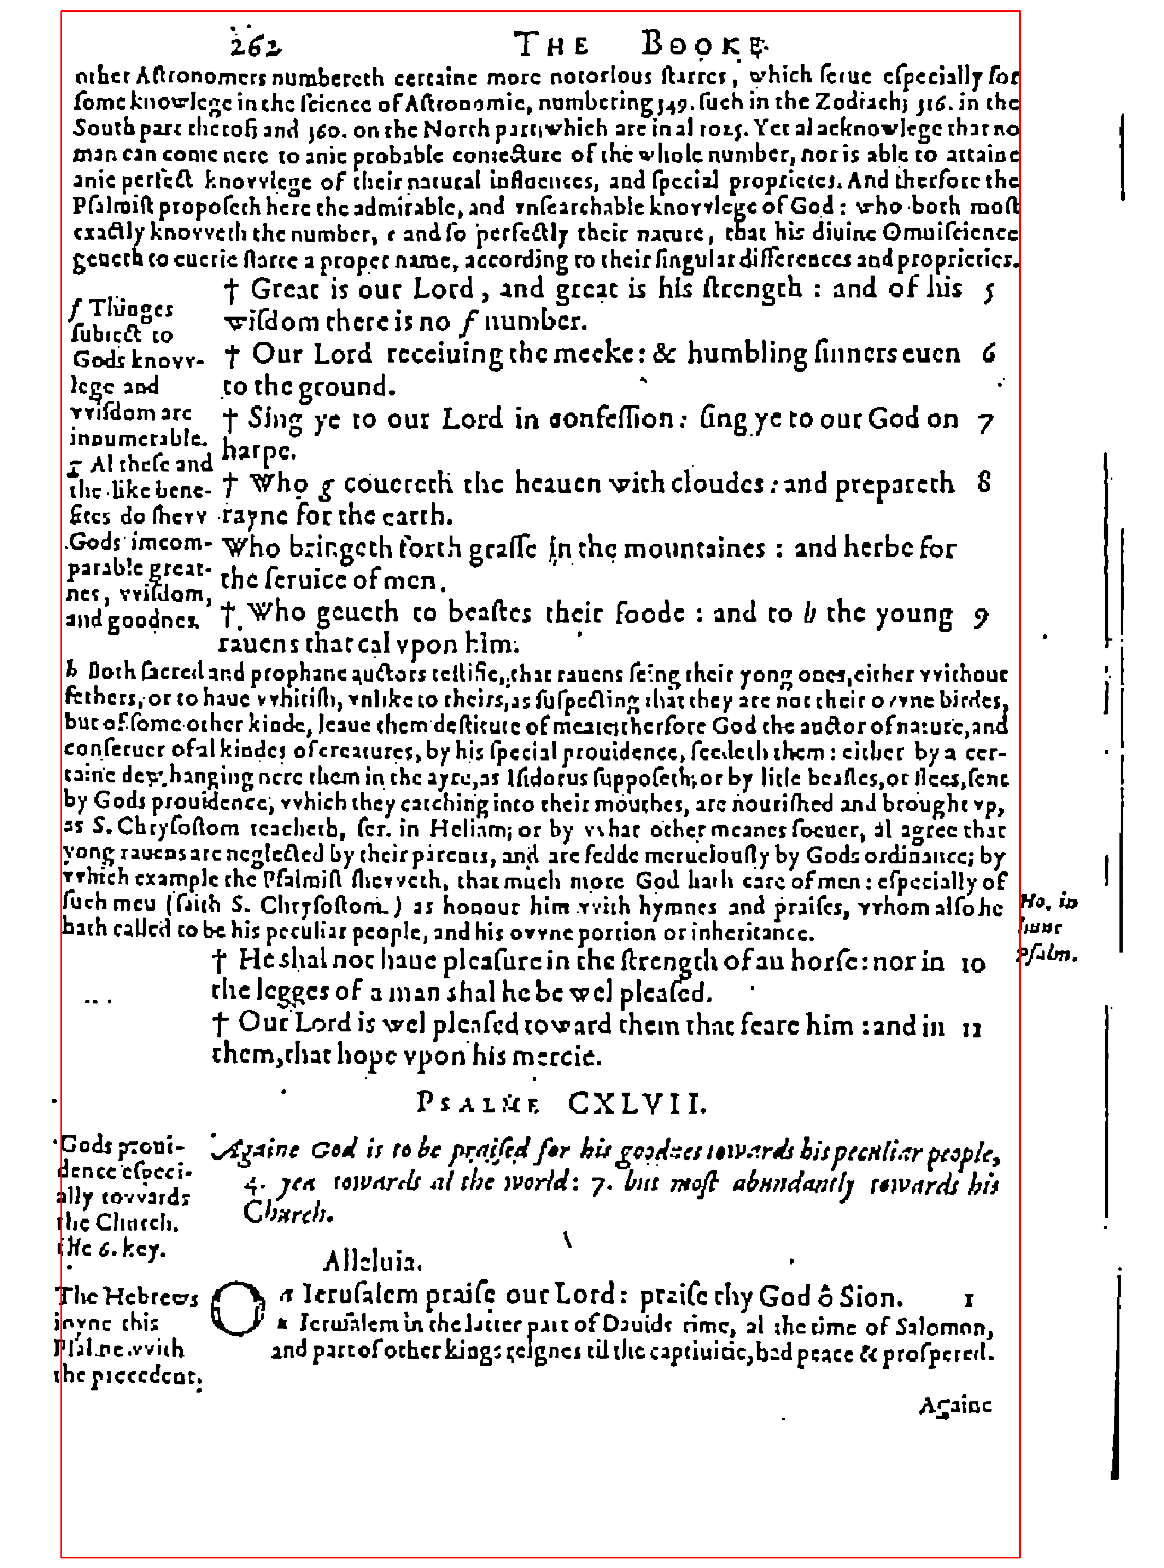 262 THE BOOKE
other Aſtronomers numbereth certaine more notorious ſtarres, which ſerue eſpecially for
ſome knowlege in the ſcience of Aſtronomie, numbering 349. ſuch in the Zodiach; 316. in the
South part therof; and 360. on the North part: which are in al 1025. Yet al acknowlege that no
man can come nere to anie probable coniecture of the whole number, nor is able to attaine
anie perfect knovvlege of their natural influences, and ſpecial proprietes. And therfore the
Pſalmiſt propoſeth here the admirable, and vnſearchable knovvlege of God: who both moſt
exactly knovveth the number, e and ſo perfectly their nature, that his diuine Omniſcience
geueth to euerie ſtarre a proper name, according to their ſingular differences and proprieties.
† Great is our Lord, and great is his ſtrength: and of his 5
wiſdom there is no f number.
f Thinges
ſubiect to
Gods knovv-
lege and
vviſdom are
innumerable.
† Our Lord receiuing the meeke: & humbling ſinners euen 6
to the ground.
† Sing ye to our Lord in confeſſion: ſing ye to our God on 7
harpe.
g Al theſe and
the like bene-
fites do ſhevv
Gods imcom-
parable great-
nes, vviſdom,
and goodnes.
† Who g couereth the heauen with cloudes: and prepareth 8
rayne for the earth.
Who bringeth forth graſſe in the mountaines: and herbe for
the ſeruice of men.
† Who geueth to beaſtes their foode: and to h the young 9
rauens that cal vpon him.
h Both ſacred and prophane auctors teſtifie, that rauens ſeing their yong ones, either vvithout
fethers, or to haue vvhitiſh, vnlike to theirs, as ſuſpecting that they are not their ovvne birdes,
but of ſome other kinde, leaue them deſtitute of meate; therfore God the auctor of nature, and
conſeruer of al kindes of creatures, by his ſpecial prouidence, feedeth them: either by a cer-
taine dew hanging nere them in the ayre, as Iſidorus ſuppoſeth; or by litle beaſtes, or flees, ſent
by Gods prouidence, vvhich they catching into their mouthes, are nouriſhed and brought vp,
as S. Chryſoſtom teacheth, ſer. in Heliam; or by vvhat other meanes ſoeuer, al agree that
yong rauens are neglected by their parents, and are fedde merueiouſly by Gods ordinance; by
vvhich example the Pſalmiſt ſhevveth, that much more God hath care of men: eſpecially of
ſuch men (ſaith S. Chryſoſtom) as honour him vvith hymnes and praiſes, vvhom alſo he
hath called to be his peculiar people, and his ovvne portion or inheritance.
Ho. in
hunc
Pſalm.
† He shal not haue pleaſure in the ſtrength of an horſe: nor in 10
the legges of a man shal he be wel pleaſed.
† Our Lord is wel pleaſed toward them that feare him: and in 11
them, that hope vpon his mercie.
PSALME CXLVII.
Gods proui-
dence eſpeci-
ally tovvards
the Church.
the 6. key.
Againe God is to be praiſed for his goodnes towards his peculiar people,
4. yea towards al the world: 7. but moſt abundantly towards his
Church.
Alleluia.
The Hebrews
ioyne this
Pſalme vvith
the precedent.
O a Ieruſalem praiſe our Lord: praiſe thy God ô Sion. 1
a Ieruſalem in the latter part of Dauids time, al the time of Salomon,
and part of other kings reignes til the captiuitie, had peace & proſpered.
Againe